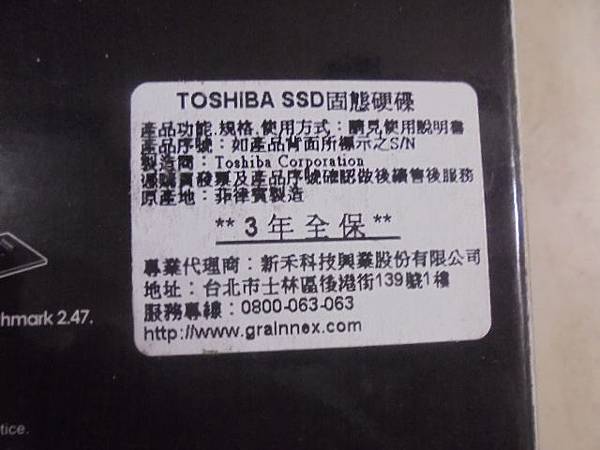 TOSHIBA SSD固態硬碟
產品功能.規格.使用方式：請見使用說明書
產品序號：如產品背面所標示之S/N
製造商：Toshiba Corporation
憑購買發票及產品序號確認做後續售後服務
原產地：菲律賓製造
** 3 年 全 保 **
專業代理商：新禾科技興業股份有限公司
地址：台北市士林區後港街139號1樓
服務專線：0800-063-063
http://www.grainnex.com
hmark 2.47.
tice.